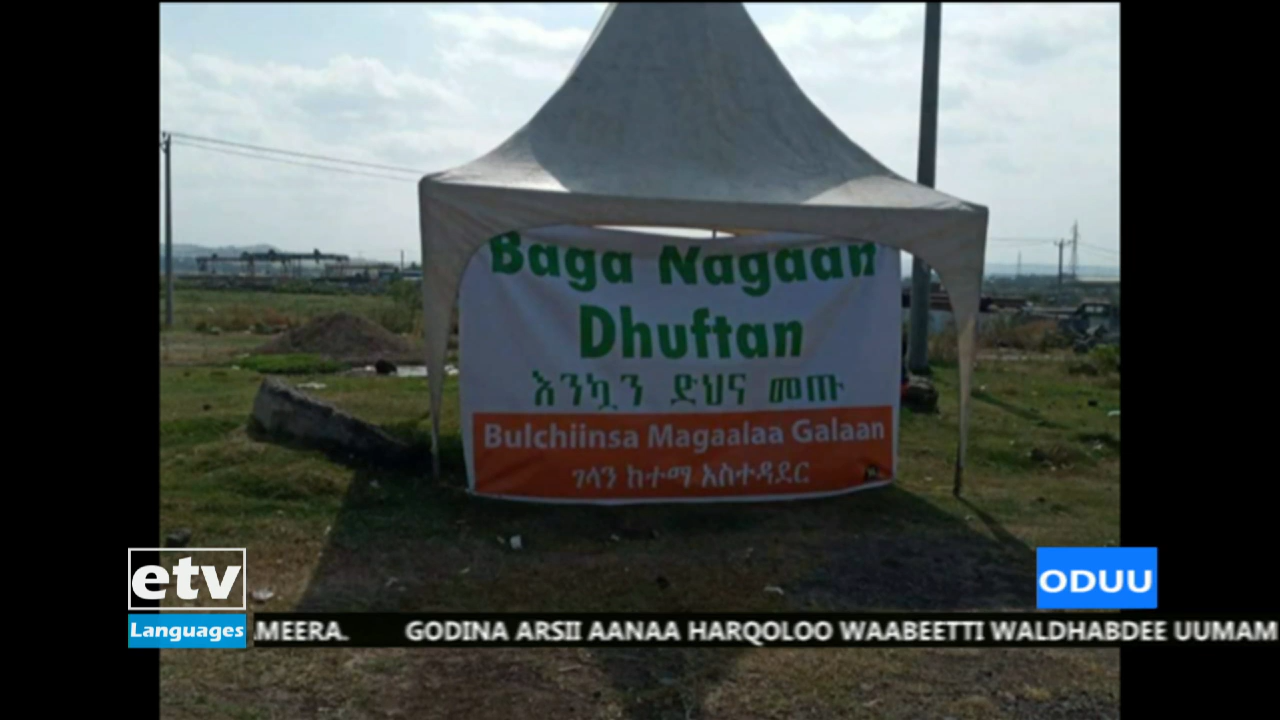 Baga Nagaan
Dhuftan
እንኳን ድህና መጡ
Bulchiinsa Magaalaa Galaan
ገላን ከተማ አስተዳደር
etv
Languages
ODUU
.MEERA. GODINA ARSII AANAA HARQOLOO WAABEETTI WALDHABDEE UUMAM